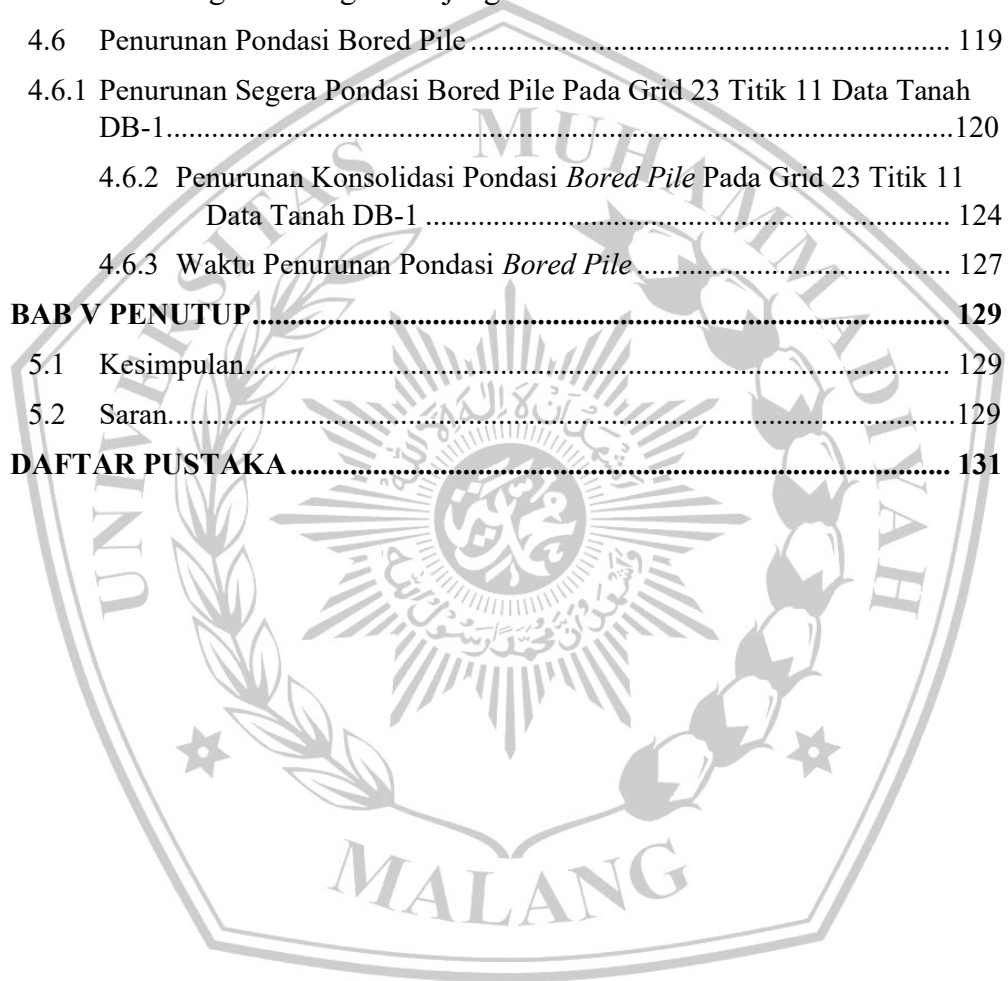 4.6 Penurunan Pondasi Bored Pile ........ 119
4.6.1 Penurunan Segera Pondasi Bored Pile Pada Grid 23 Titik 11 Data Tanah
DB-1........120
4.6.2 Penurunan Konsolidasi Pondasi Bored Pile Pada Grid 23 Titik 11
Data Tanah DB-1 ........ 124
4.6.3 Waktu Penurunan Pondasi Bored Pile ........ 127
BAB V PENUTUP ........ 129
5.1 Kesimpulan ........ 129
5.2 Saran ........129
DAFTAR PUSTAKA ........ 131
UNIVERSITAS MUHAMMADIYAH
MALANG